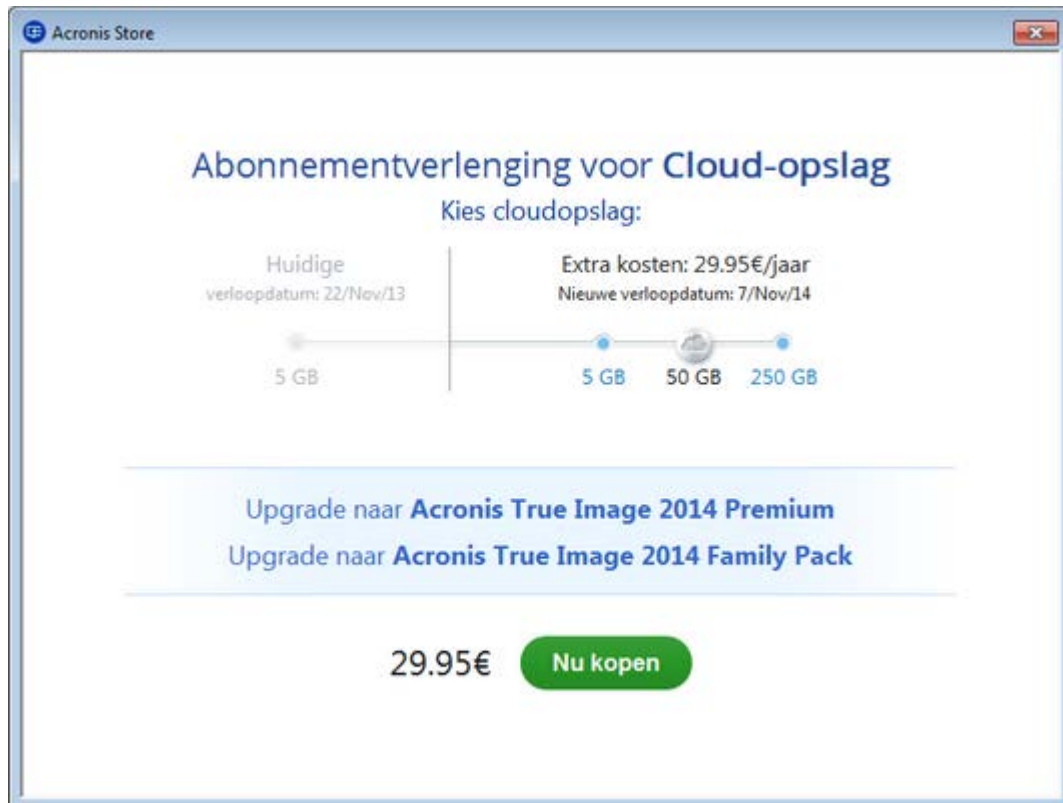 Acronis Store
Abonnementverlenging voor Cloud-opslag
Kies cloudopslag:
Huidige
verloopdatum: 22/Nov/13
5 GB
Extra kosten: 29.95€/jaar
Nieuwe verloopdatum: 7/Nov/14
5 GB 50 GB 250 GB
Upgrade naar Acronis True Image 2014 Premium
Upgrade naar Acronis True Image 2014 Family Pack
29.95€ Nu kopen